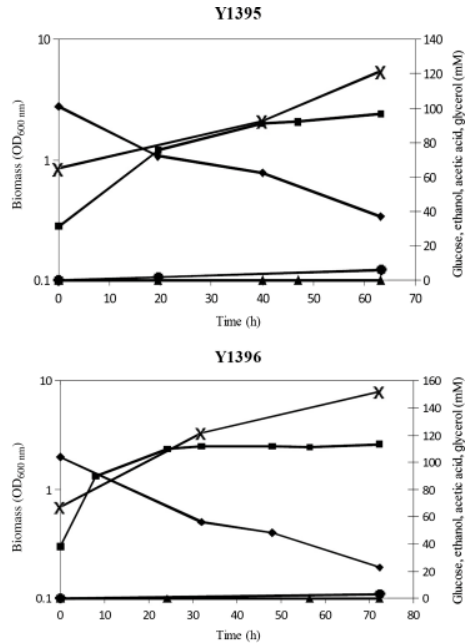 Y1395
10
1
0.1
140
120
100
80
60
40
20
0
0 10 20 30 40 50 60 70
Biomass (OD600 nm)
Glucose, ethanol, acetic acid, glycerol (mM)
Time (h)
Y1396
10
1
0.1
160
140
120
100
80
60
40
20
0
0 10 20 30 40 50 60 70 80
Biomass (OD600 nm)
Glucose, ethanol, acetic acid, glycerol (mM)
Time (h)